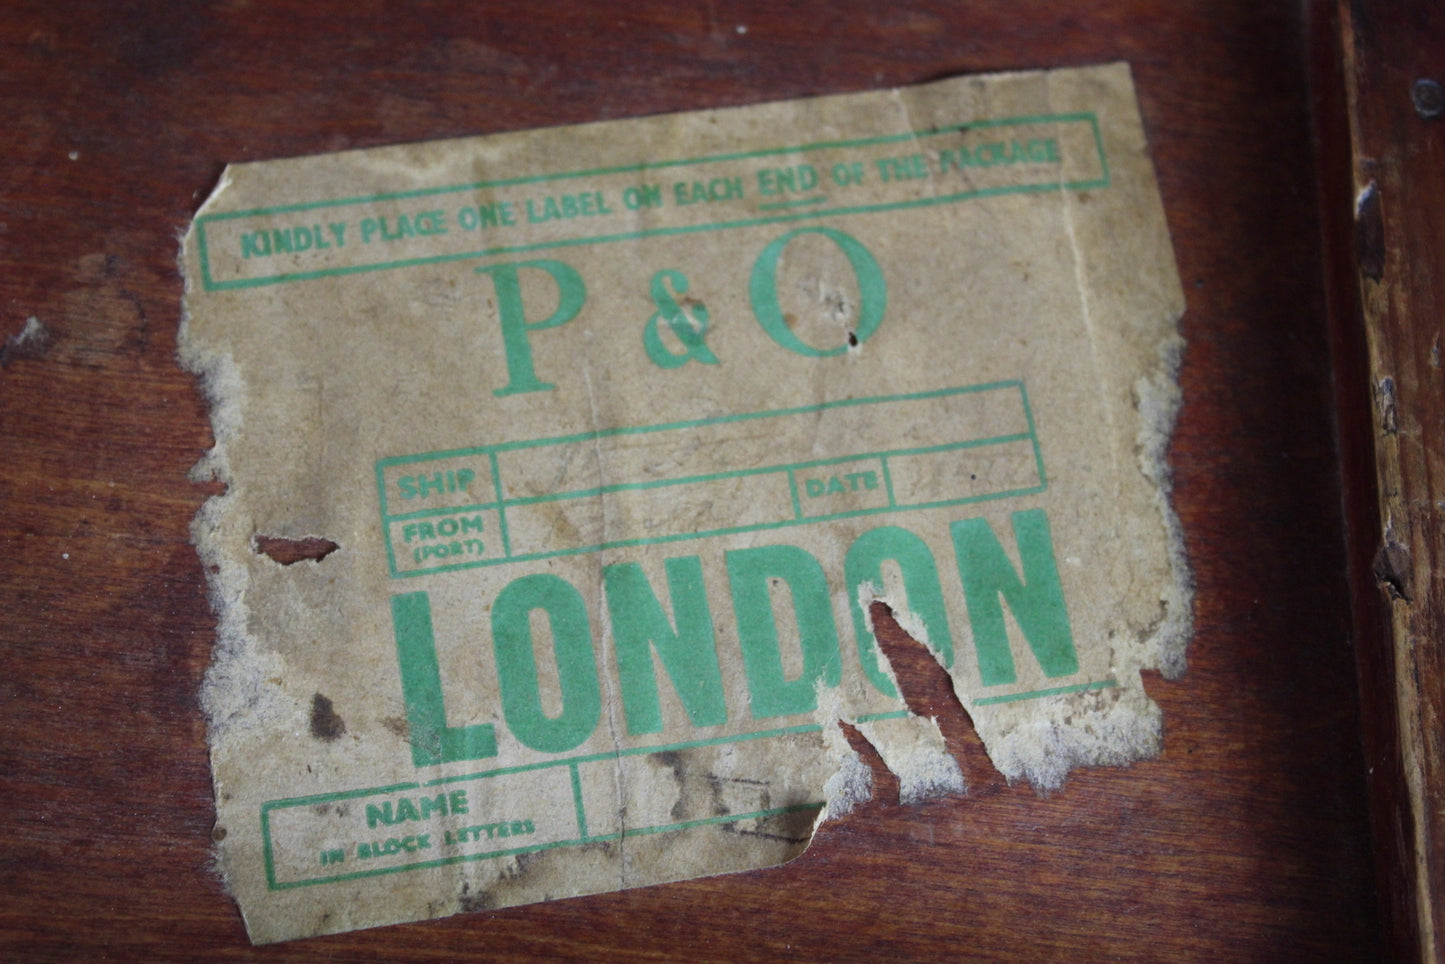 KINDLY PLACE ONE LABEL ON EACH END OF THE PACKAGE
P & O
SHIP
FROM DATE
(PORT)
LONDON
NAME
IN BLOCK LETTERS